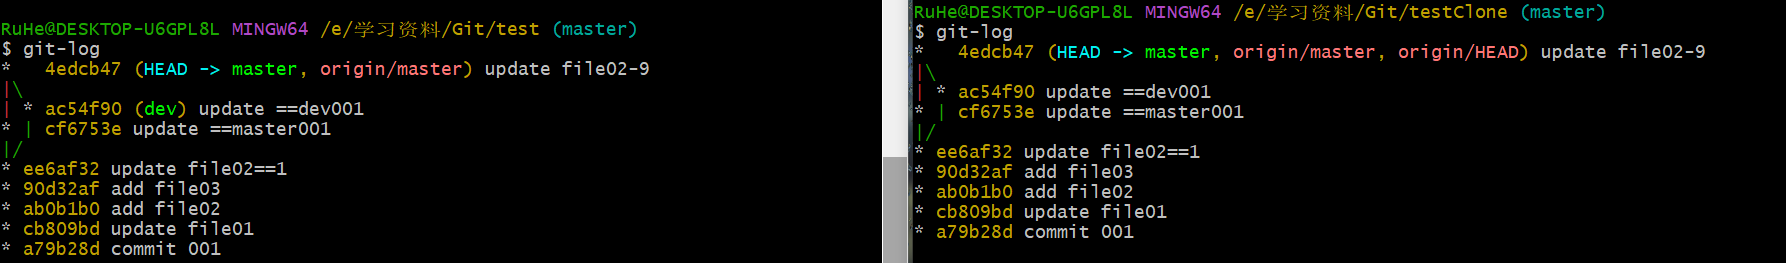 RuHe@DESKTOP-U6GPL8L MINGW64 /e/学习资料/Git/test (master)
$ git-log
*   4edcb47 (HEAD -> master, origin/master) update file02-9
|\
| * ac54f90 (dev) update ==dev001
* | cf6753e update ==master001
|/
* ee6af32 update file02==1
* 90d32af add file03
* ab0b1b0 add file02
* cb809bd update file01
* a79b28d commit 001
RuHe@DESKTOP-U6GPL8L MINGW64 /e/学习资料/Git/testClone (master)
$ git-log
*   4edcb47 (HEAD -> master, origin/master, origin/HEAD) update file02-9
|\
| * ac54f90 update ==dev001
* | cf6753e update ==master001
|/
* ee6af32 update file02==1
* 90d32af add file03
* ab0b1b0 add file02
* cb809bd update file01
* a79b28d commit 001